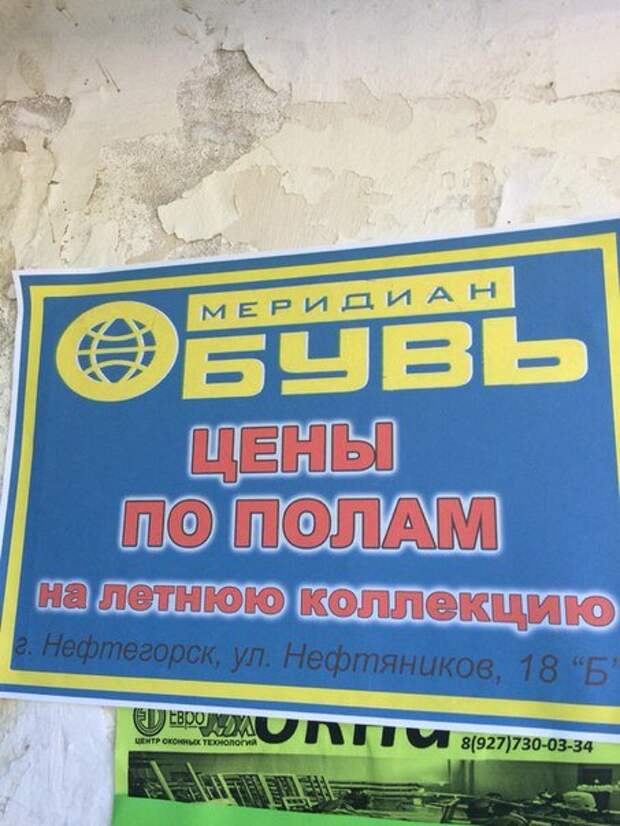 МЕРИДИАН
ОБУВЬ
ЦЕНЫ
ПО ПОЛАМ
на летнюю коллекцию
г. Нефтегорск, ул. Нефтяников, 18 "Б"
ЕВРО
ОКНА
ЦЕНТР ОКОННЫХ ТЕХНОЛОГИЙ
8(927)730-03-34